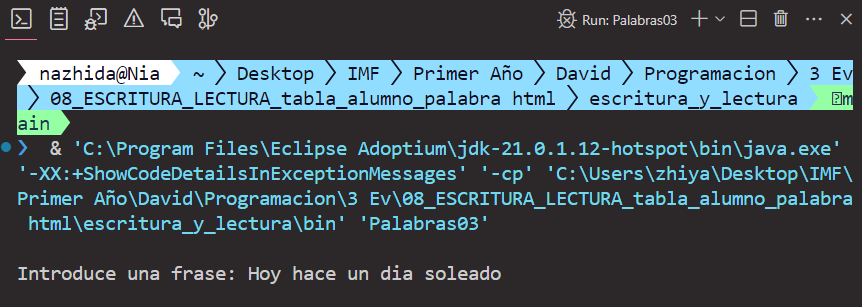 Run: Palabras03
nazhida@Nia ~ Desktop IMF Primer Año David Programacion 3 Ev
08_ESCRITURA_LECTURA_tabla_alumno_palabra html escritura_y_lectura m
ain
❯ & 'C:\Program Files\Eclipse Adoptium\jdk-21.0.1.12-hotspot\bin\java.exe'
'-XX:+ShowCodeDetailsInExceptionMessages' '-cp' 'C:\Users\zhiya\Desktop\IMF\
Primer Año\David\Programacion\3 Ev\08_ESCRITURA_LECTURA_tabla_alumno_palabra
html\escritura_y_lectura\bin' 'Palabras03'
Introduce una frase: Hoy hace un dia soleado